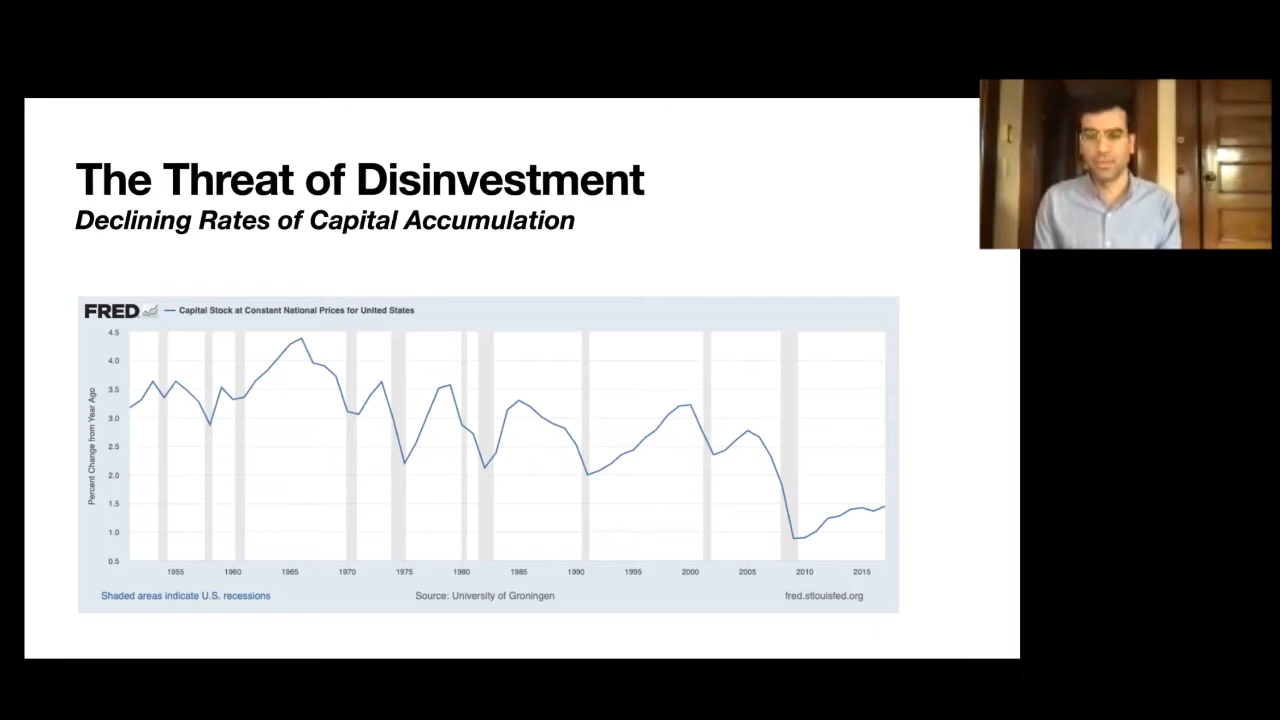 The Threat of Disinvestment
Declining Rates of Capital Accumulation
FRED — Capital Stock at Constant National Prices for United States
Percent Change from Year Ago
4.5
4.0
3.5
3.0
2.5
2.0
1.5
1.0
0.5
1955 1960 1965 1970 1975 1980 1985 1990 1995 2000 2005 2010 2015
Shaded areas indicate U.S. recessions Source: University of Groningen fred.stlouisfed.org